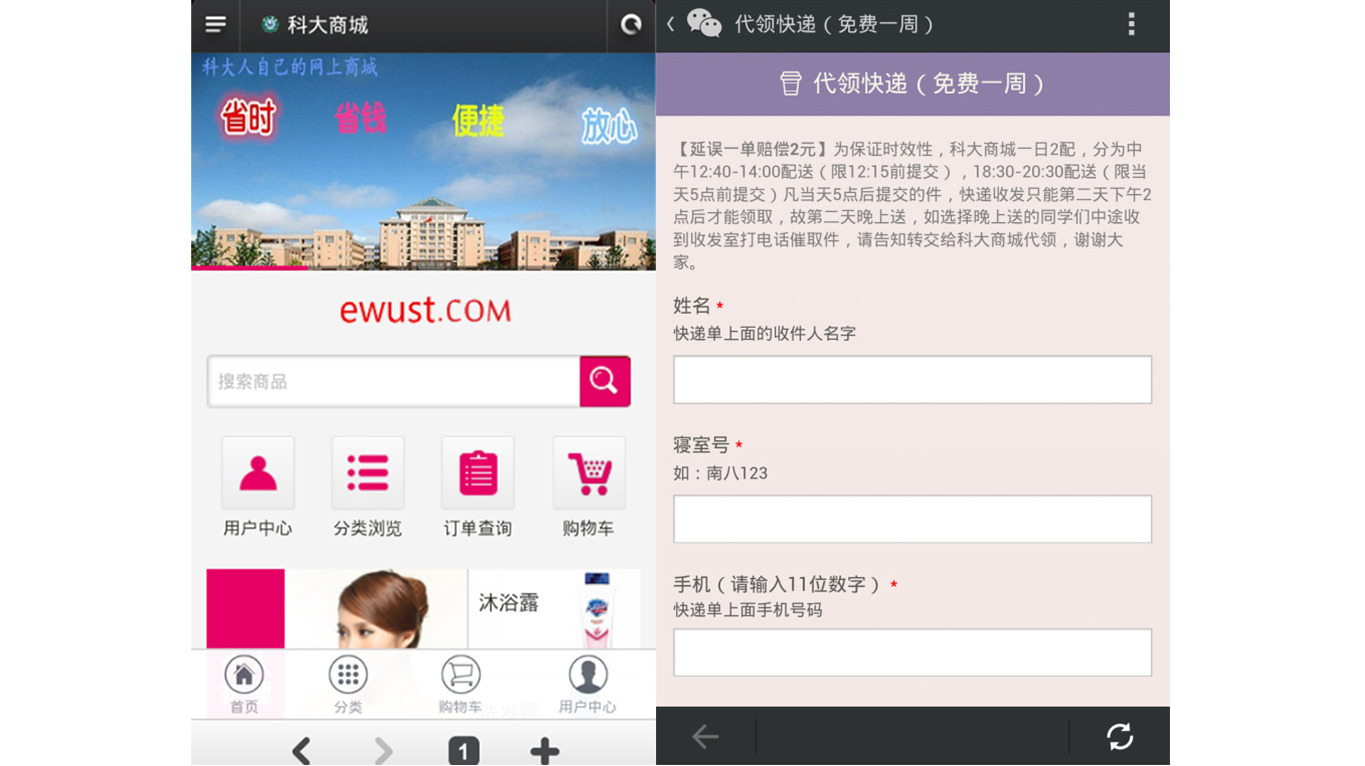 科大商城
科大人自己的网上商城
省时 省钱 便捷 放心
ewust.COM
搜索商品
用户中心 分类浏览 订单查询 购物车
沐浴露
首页 分类 购物车 用户中心
1
代领快递（免费一周）
代领快递（免费一周）
【延误一单赔偿2元】为保证时效性，科大商城一日2配，分为中
午12:40-14:00配送（限12:15前提交），18:30-20:30配送（限当
天5点前提交）凡当天5点后提交的件，快递收发只能第二天下午2
点后才能领取，故第二天晚上送，如选择晚上送的同学们中途收
到收发室打电话催取件，请告知转交给科大商城代领，谢谢大
家。
姓名 *
快递单上面的收件人名字
寝室号 *
如：南八123
手机（请输入11位数字） *
快递单上面手机号码